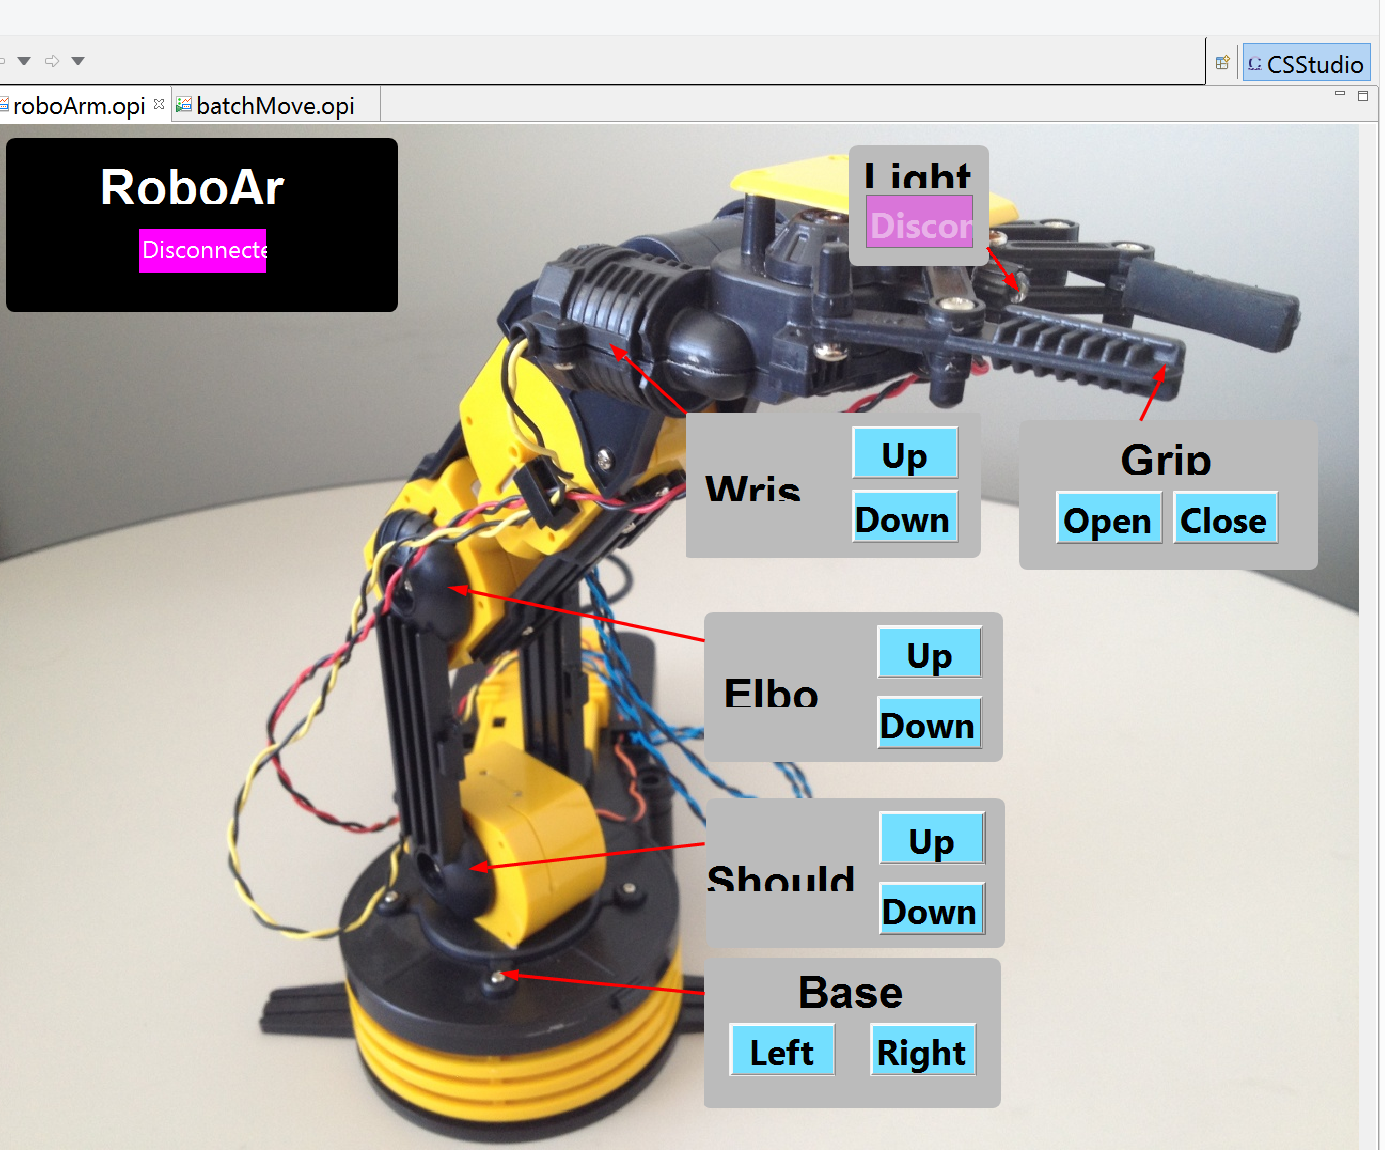 CSStudio
roboArm.opi
batchMove.opi
RoboAr
Disconnecte
Light
Discor
Wris
Up
Down
Grip
Open Close
Elbo
Up
Down
Should
Up
Down
Base
Left Right